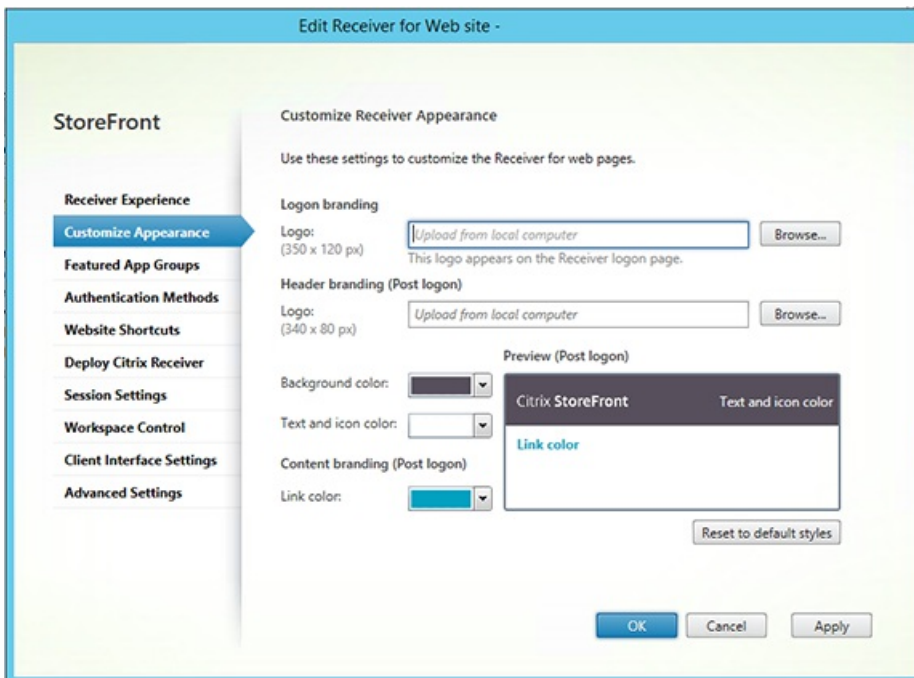 Edit Receiver for Web site -
StoreFront
Receiver Experience
Customize Appearance
Featured App Groups
Authentication Methods
Website Shortcuts
Deploy Citrix Receiver
Session Settings
Workspace Control
Client Interface Settings
Advanced Settings
Customize Receiver Appearance
Use these settings to customize the Receiver for web pages.
Logon branding
Logo: Upload from local computer Browse...
(350 x 120 px)
This logo appears on the Receiver logon page.
Header branding (Post logon)
Logo: Upload from local computer Browse...
(340 x 80 px)
Preview (Post logon)
Background color:
Citrix StoreFront Text and icon color
Text and icon color:
Link color
Content branding (Post logon)
Link color:
Reset to default styles
OK Cancel Apply